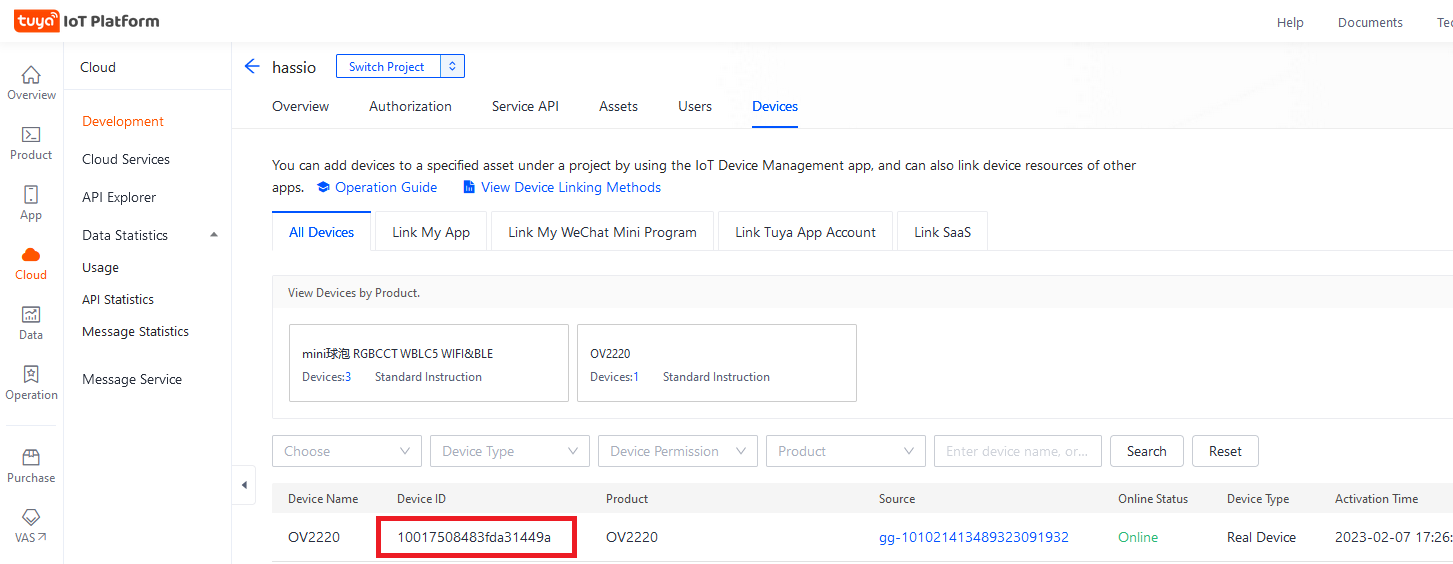 tuya IoT Platform
Help Documents
Overview
Product
App
Cloud
Data
Operation
Purchase
VAS
Cloud
Development
Cloud Services
API Explorer
Data Statistics
Usage
API Statistics
Message Statistics
Message Service
hassio Switch Project
Overview Authorization Service API Assets Users Devices
You can add devices to a specified asset under a project by using the IoT Device Management app, and can also link device resources of other
apps. Operation Guide View Device Linking Methods
All Devices Link My App Link My WeChat Mini Program Link Tuya App Account Link SaaS
View Devices by Product.
mini球泡 RGBCCT WBLC5 WIFI&BLE
Devices:3 Standard Instruction
OV2220
Devices:1 Standard Instruction
Choose Device Type Device Permission Product Enter device name, or... Search Reset
Device Name Device ID Product Source Online Status Device Type Activation Time
OV2220 10017508483fda31449a OV2220 gg-101021413489323091932 Online Real Device 2023-02-07 17:26: